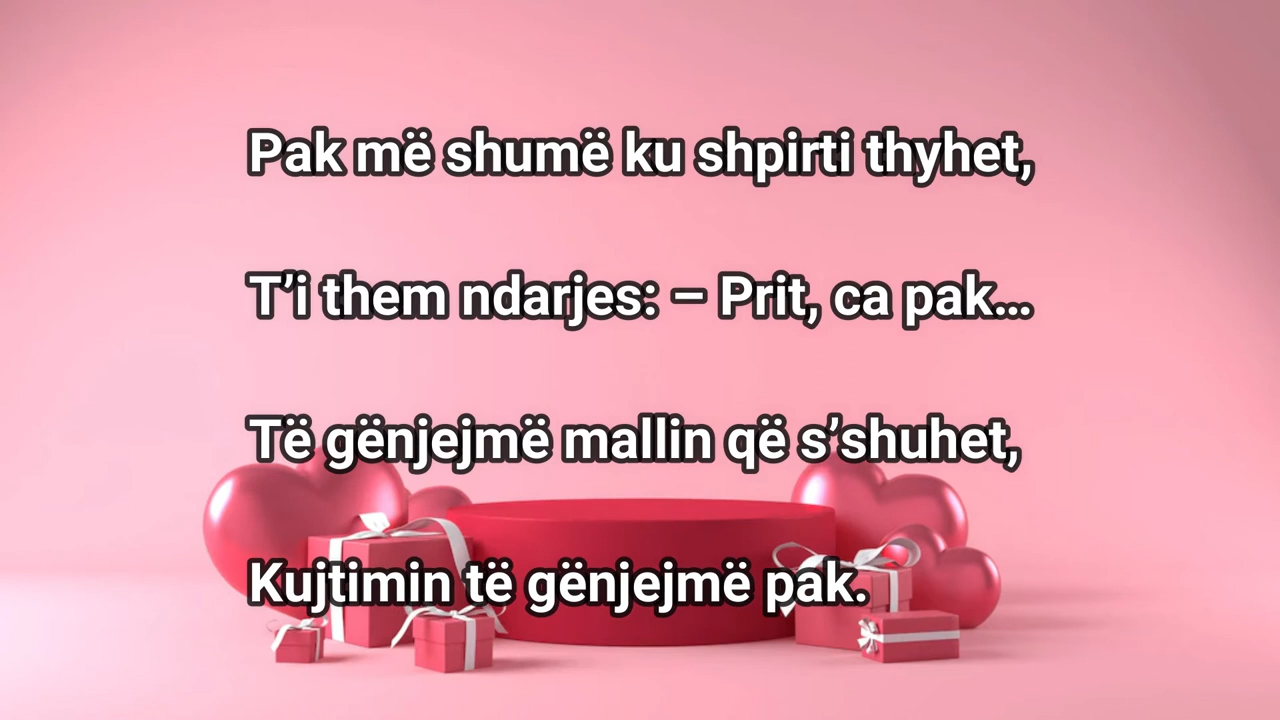 Pak më shumë ku shpirti thyhet,
T’i them ndarjes: – Prit, ca pak...
Të gënjejmë mallin që s’shuhet,
Kujtimin të gënjejmë pak.